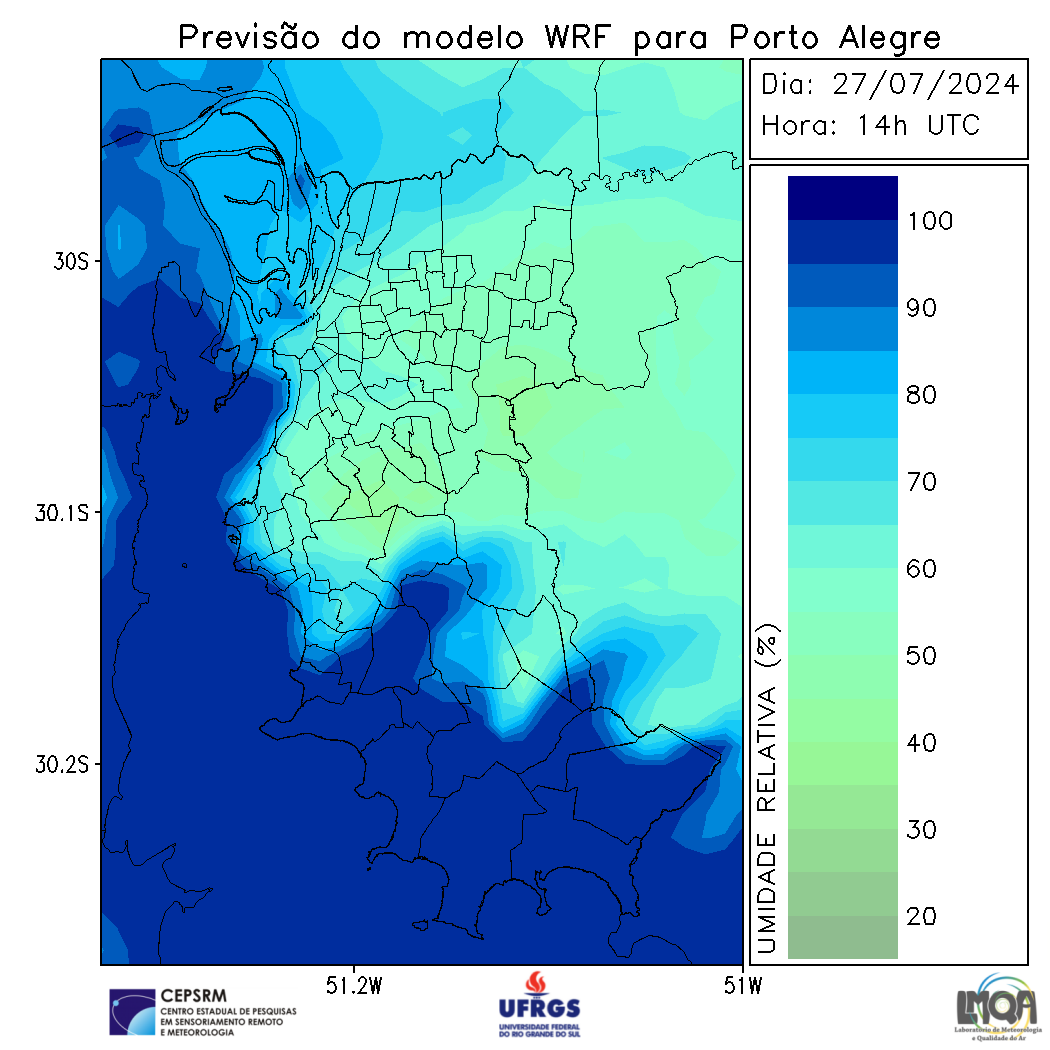 Previsão do modelo WRF para Porto Alegre
Dia: 27/07/2024
Hora: 14h UTC
100
90
80
70
60
50
40
30
20
UMIDADE RELATIVA (%)
30S
30.1S
30.2S
51.2W
51W
CEPSRM
CENTRO ESTADUAL DE PESQUISAS
EM SENSORIAMENTO REMOTO
E METEOROLOGIA
UFRGS
UNIVERSIDADE FEDERAL
DO RIO GRANDE DO SUL
LMQA
Laboratório de Meteorologia
e Qualidade do Ar